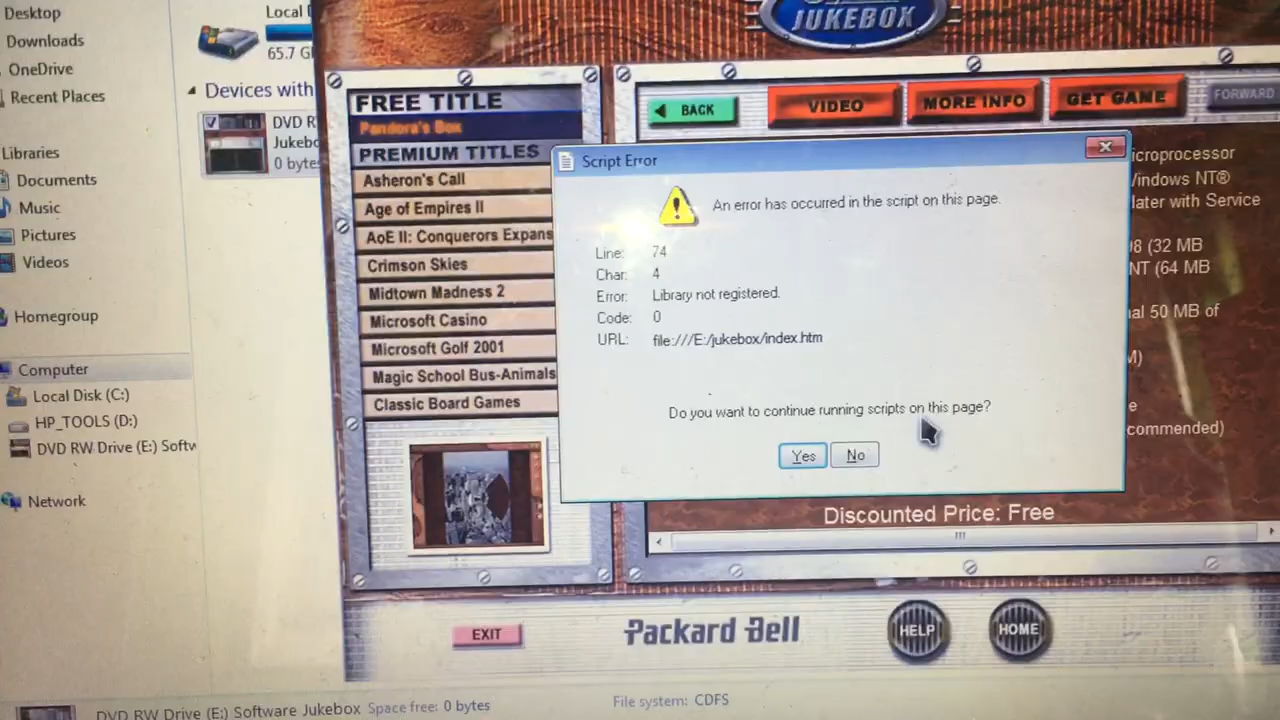 Desktop
Downloads
OneDrive
Recent Places
Libraries
Documents
Music
Pictures
Videos
Homegroup
Computer
Local Disk (C:)
HP_TOOLS (D:)
DVD RW Drive (E:) Softw
Network
Local D
65.7 G
Devices with
DVD R
Jukebo
0 bytes
JUKEBOX
FREE TITLE
Pandora's Box
PREMIUM TITLES
Asheron's Call
Age of Empires II
AoE II: Conquerors Expans
Crimson Skies
Midtown Madness 2
Microsoft Casino
Microsoft Golf 2001
Magic School Bus-Animals
Classic Board Games
BACK
VIDEO
MORE INFO
GET GAME
FORWARD
icroprocessor
indows NT®
later with Service
8 (32 MB
NT (64 MB
al 50 MB of
commended)
Script Error
An error has occurred in the script on this page.
Line: 74
Char: 4
Error: Library not registered.
Code: 0
URL: file:///E:/jukebox/index.htm
Do you want to continue running scripts on this page?
Yes No
Discounted Price: Free
EXIT
Packard Bell
HELP
HOME
DVD RW Drive (E:) Software Jukebox Space free: 0 bytes
File system: CDFS